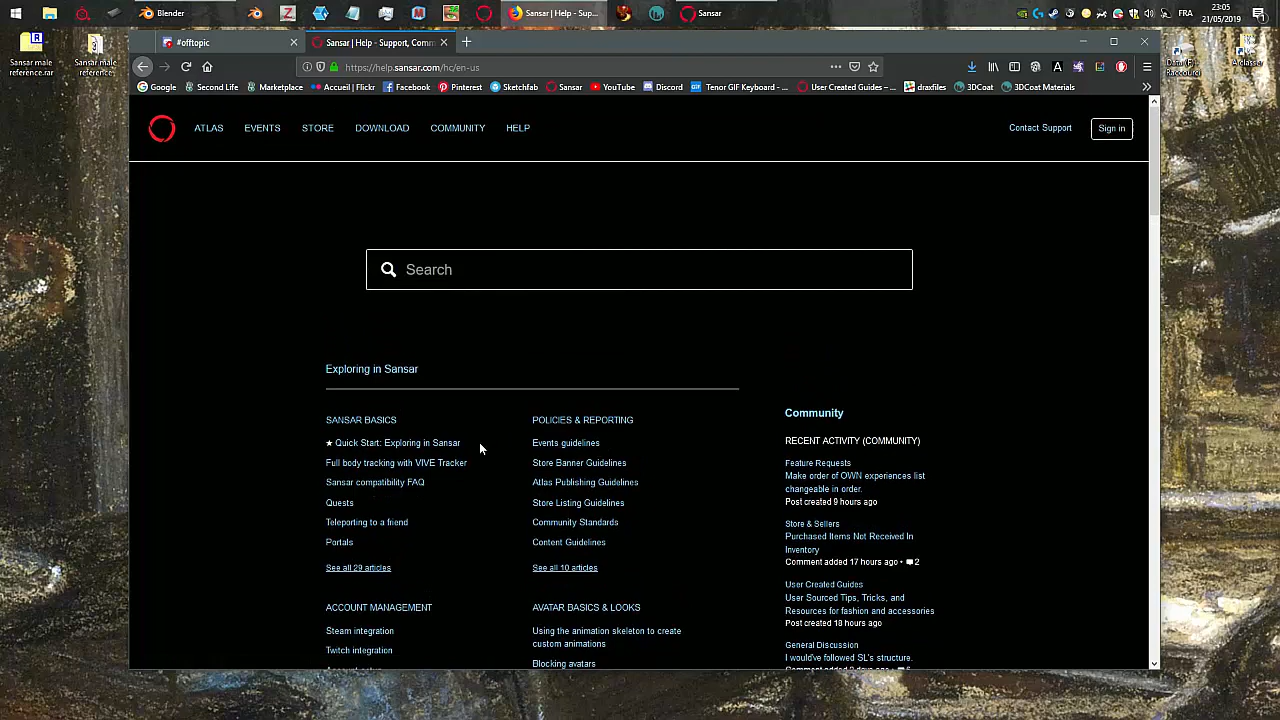 Blender
Sansar | Help - Sup...
Sansar
FRA
23:05
21/05/2019
Sansar male
reference.rar
Sansar male
reference
Raccourci
A classer
#offtopic
Sansar | Help - Support, Comm
https://help.sansar.com/hc/en-us
Google
Second Life
Marketplace
Accueil | Flickr
Facebook
Pinterest
Sketchfab
Sansar
YouTube
Discord
Tenor GIF Keyboard - ...
User Created Guides – ...
draxfiles
3DCoat
3DCoat Materials
ATLAS EVENTS STORE DOWNLOAD COMMUNITY HELP
Contact Support
Sign in
Search
Exploring in Sansar
SANSAR BASICS
★ Quick Start: Exploring in Sansar
Full body tracking with VIVE Tracker
Sansar compatibility FAQ
Quests
Teleporting to a friend
Portals
See all 29 articles
POLICIES & REPORTING
Events guidelines
Store Banner Guidelines
Atlas Publishing Guidelines
Store Listing Guidelines
Community Standards
Content Guidelines
See all 10 articles
ACCOUNT MANAGEMENT
Steam integration
Twitch integration
AVATAR BASICS & LOOKS
Using the animation skeleton to create
custom animations
Blocking avatars
Community
RECENT ACTIVITY (COMMUNITY)
Feature Requests
Make order of OWN experiences list
changeable in order.
Post created 9 hours ago
Store & Sellers
Purchased Items Not Received In
Inventory
Comment added 17 hours ago • 2
User Created Guides
User Sourced Tips, Tricks, and
Resources for fashion and accessories
Post created 18 hours ago
General Discussion
I would've followed SL's structure.